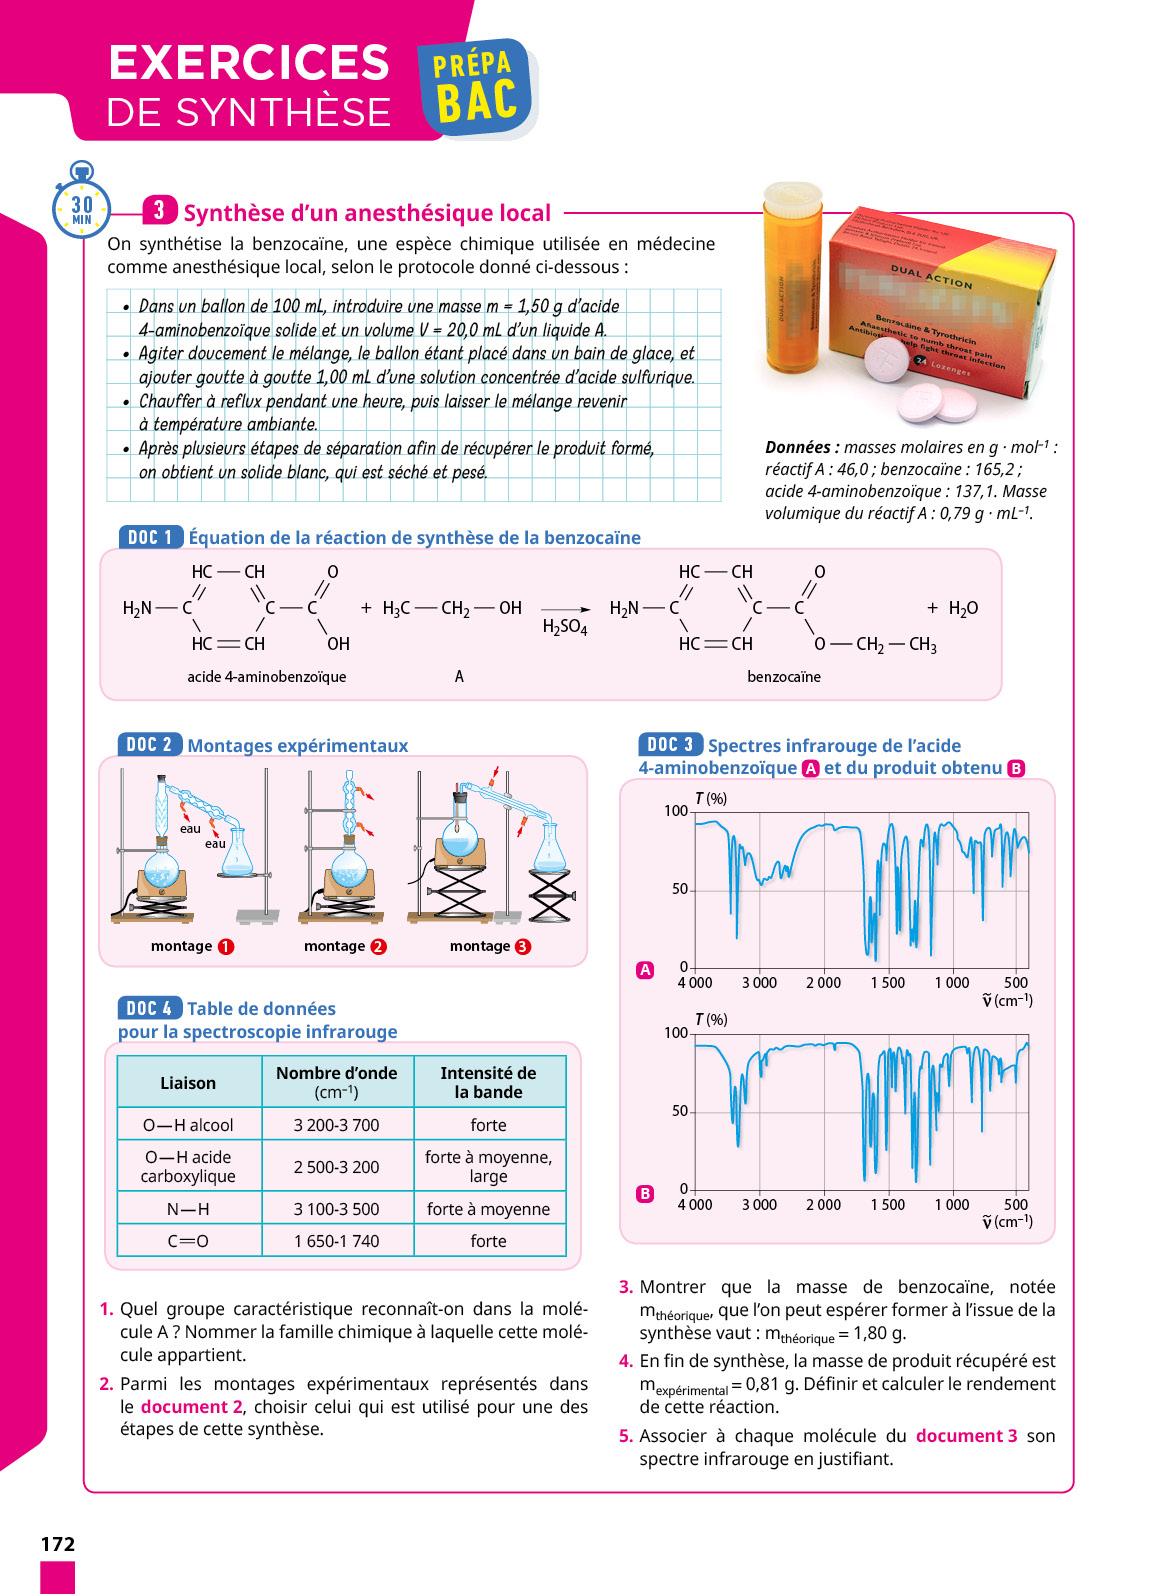 EXERCICES
DE SYNTHÈSE
PRÉPA
BAC
30
MIN
3 Synthèse d'un anesthésique local
On synthétise la benzocaïne, une espèce chimique utilisée en médecine
comme anesthésique local, selon le protocole donné ci-dessous :
• Dans un ballon de 100 mL, introduire une masse m = 1,50 g d'acide
4-aminobenzoïque solide et un volume V = 20,0 mL d'un liquide A.
• Agiter doucement le mélange, le ballon étant placé dans un bain de glace, et
ajouter goutte à goutte 1,00 mL d'une solution concentrée d'acide sulfurique.
• Chauffer à reflux pendant une heure, puis laisser le mélange revenir
à température ambiante.
• Après plusieurs étapes de séparation afin de récupérer le produit formé,
on obtient un solide blanc, qui est séché et pesé.
DUAL ACTION
DUAL ACTION
Benzocaine & Tyrothricin
Anaesthetic to numb throat pain
Antibiotic help fight throat infection
24 Lozenges
Données : masses molaires en g · mol⁻¹ :
réactif A : 46,0 ; benzocaïne : 165,2 ;
acide 4-aminobenzoïque : 137,1. Masse
volumique du réactif A : 0,79 g · mL⁻¹.
DOC 1 Équation de la réaction de synthèse de la benzocaïne
HC — CH O HC — CH O
H₂N — C C — C + H₃C — CH₂ — OH H₂SO₄ H₂N — C C — C + H₂O
HC = CH OH HC = CH O — CH₂ — CH₃
acide 4-aminobenzoïque A benzocaïne
DOC 2 Montages expérimentaux
eau
eau
montage 1 montage 2 montage 3
DOC 3 Spectres infrarouge de l'acide
4-aminobenzoïque A et du produit obtenu B
T (%)
100
50
0
A
4 000 3 000 2 000 1 500 1 000 500
ṽ (cm⁻¹)
T (%)
100
50
0
B
4 000 3 000 2 000 1 500 1 000 500
ṽ (cm⁻¹)
DOC 4 Table de données
pour la spectroscopie infrarouge
Liaison Nombre d'onde (cm⁻¹) Intensité de la bande
O—H alcool 3 200-3 700 forte
O—H acide carboxylique 2 500-3 200 forte à moyenne, large
N—H 3 100-3 500 forte à moyenne
C=O 1 650-1 740 forte
1. Quel groupe caractéristique reconnaît-on dans la molé-
cule A ? Nommer la famille chimique à laquelle cette molé-
cule appartient.
2. Parmi les montages expérimentaux représentés dans
le document 2, choisir celui qui est utilisé pour une des
étapes de cette synthèse.
3. Montrer que la masse de benzocaïne, notée
m théorique, que l'on peut espérer former à l'issue de la
synthèse vaut : m théorique = 1,80 g.
4. En fin de synthèse, la masse de produit récupéré est
m expérimental = 0,81 g. Définir et calculer le rendement
de cette réaction.
5. Associer à chaque molécule du document 3 son
spectre infrarouge en justifiant.
172